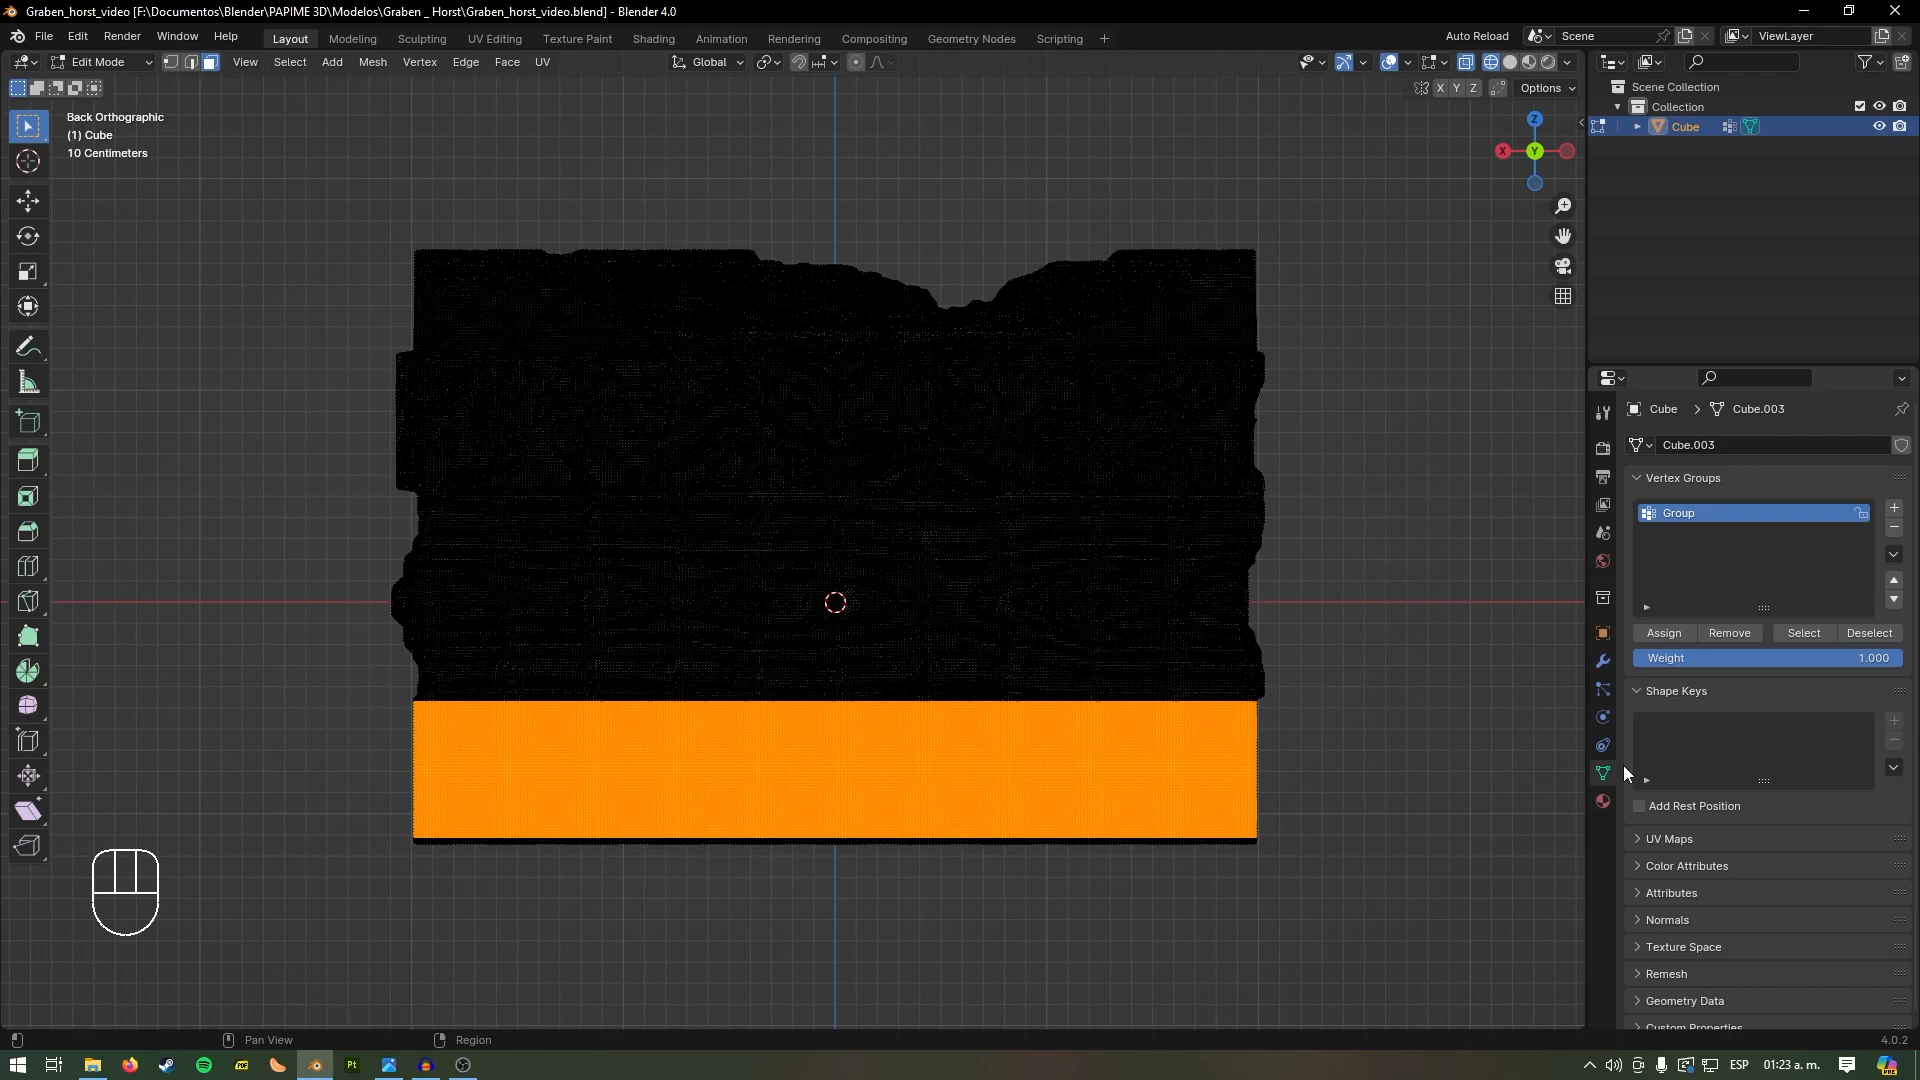 Graben_horst_video [F:\Documentos\Blender\PAPIME 3D\Modelos\Graben _ Horst\Graben_horst_video.blend] - Blender 4.0
File Edit Render Window Help Layout Modeling Sculpting UV Editing Texture Paint Shading Animation Rendering Compositing Geometry Nodes Scripting + Auto Reload Scene ViewLayer
Edit Mode View Select Add Mesh Vertex Edge Face UV Global
X Y Z Options
Back Orthographic
(1) Cube
10 Centimeters
Z
X Y
Scene Collection
Collection
Cube
Cube > Cube.003
Cube.003
Vertex Groups
Group
Assign Remove Select Deselect
Weight 1.000
Shape Keys
Add Rest Position
UV Maps
Color Attributes
Attributes
Normals
Texture Space
Remesh
Geometry Data
Custom Properties
Pan View Region 4.0.2
Pt ESP 01:23 a. m.